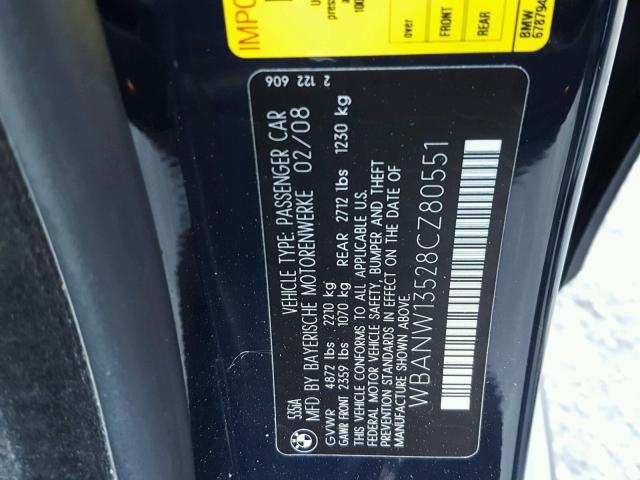 IMPO
over
FRONT
REAR
BMW
678794
2 122 606
535iA
VEHICLE TYPE: PASSENGER CAR
MFD BY BAYERISCHE MOTORENWERKE 02/08
GVWR 4872 lbs 2210 kg
GAWR FRONT 2359 lbs 1070 kg REAR 2712 lbs 1230 kg
THIS VEHICLE CONFORMS TO ALL APPLICABLE U.S.
FEDERAL MOTOR VEHICLE SAFETY, BUMPER AND THEFT
PREVENTION STANDARDS IN EFFECT ON THE DATE OF
MANUFACTURE SHOWN ABOVE.
WBANW13528CZ80551